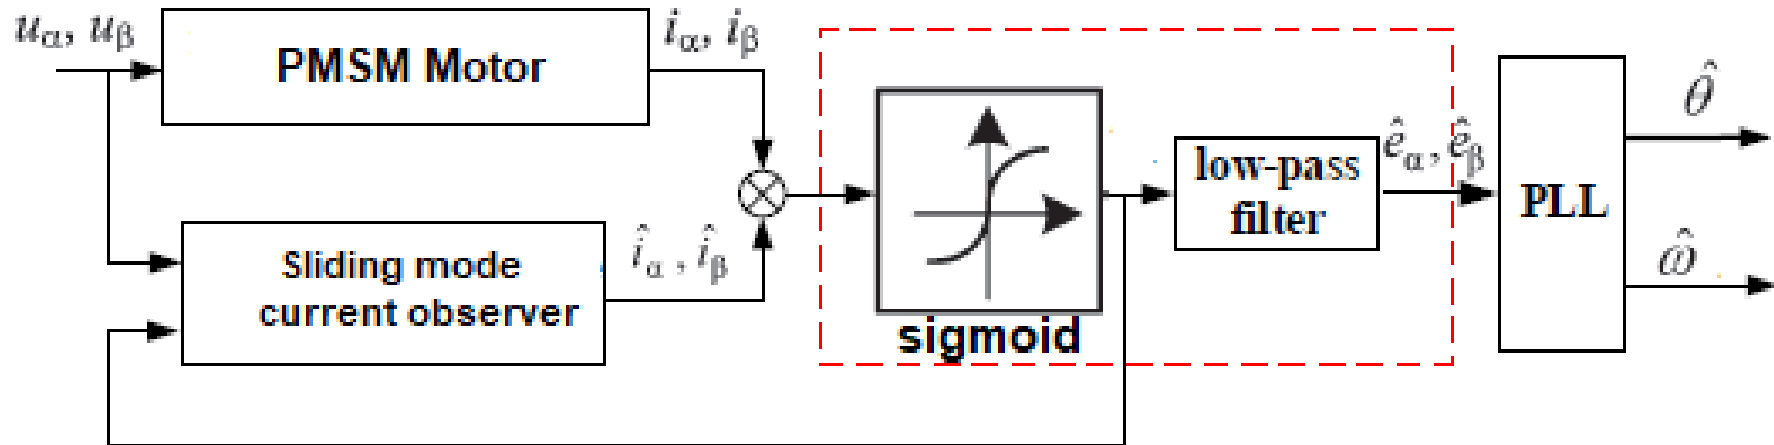 uα, uβ
PMSM Motor
iα, iβ
Sliding mode
current observer
îα, îβ
sigmoid
low-pass
filter
êα, êβ
PLL
θ̂
ω̂